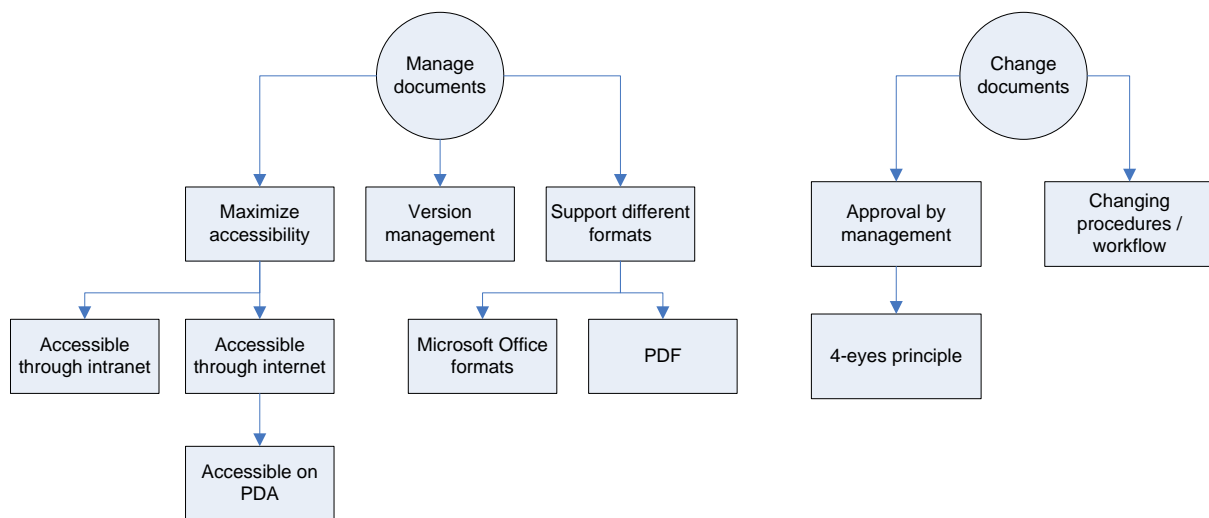 Manage
documents
Change
documents
Maximize
accessibility
Version
management
Support different
formats
Approval by
management
Changing
procedures /
workflow
Accessible
through intranet
Accessible
through internet
Microsoft Office
formats
PDF
4-eyes principle
Accessible on
PDA